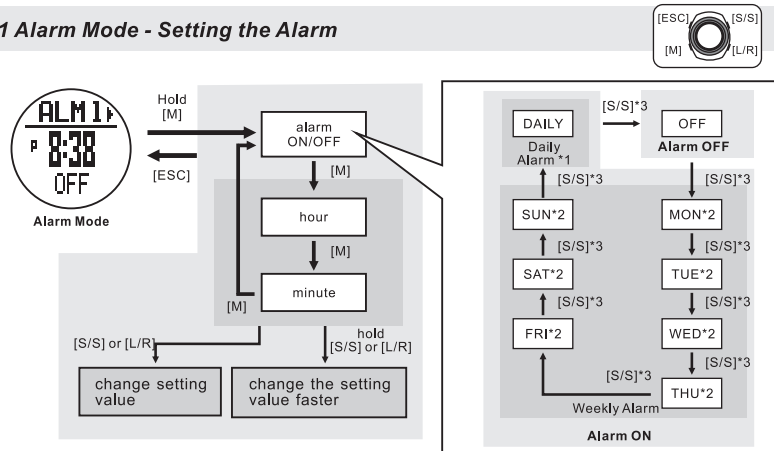 1 Alarm Mode - Setting the Alarm
[ESC]
[S/S]
[M]
[L/R]
ALM 1
P 8:38
OFF
Alarm Mode
Hold
[M]
[ESC]
alarm
ON/OFF
[M]
hour
[M]
minute
[M]
[S/S] or [L/R]
hold
[S/S] or [L/R]
change setting
value
change the setting
value faster
DAILY
Daily
Alarm *1
[S/S]*3
OFF
Alarm OFF
[S/S]*3
[S/S]*3
SUN*2
MON*2
[S/S]*3
[S/S]*3
SAT*2
TUE*2
[S/S]*3
[S/S]*3
FRI*2
WED*2
[S/S]*3
[S/S]*3
THU*2
Weekly Alarm
Alarm ON